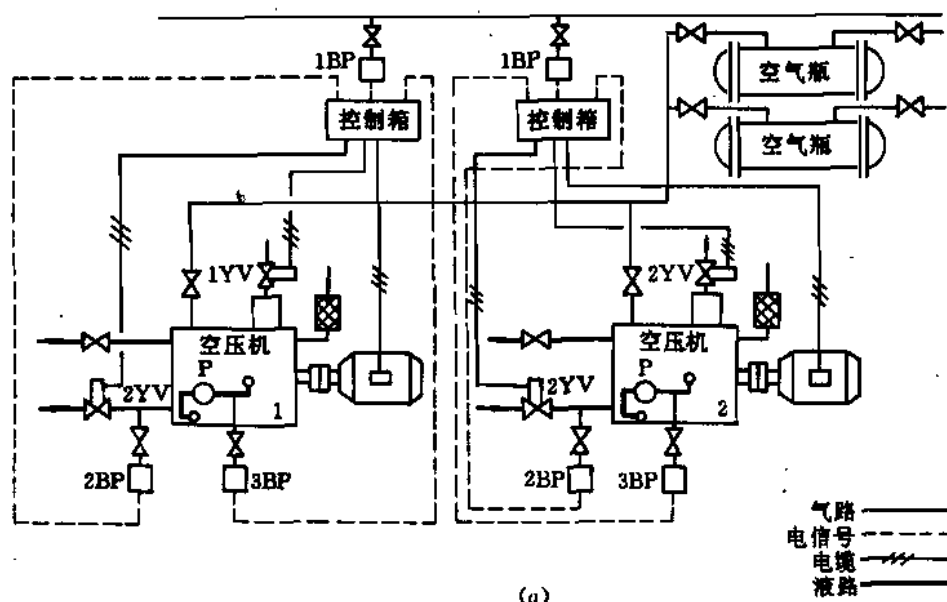 1BP
1BP
控制箱
控制箱
空气瓶
空气瓶
1YV
2YV
空压机
空压机
P
P
2YV
2YV
1
2
2BP
3BP
2BP
3BP
气路
电信号
电缆
液路
(a)